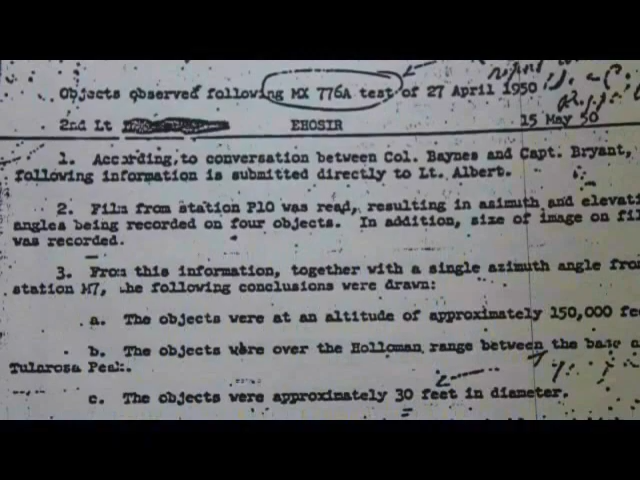 Objects observed following MX 776A test of 27 April 1950
2nd Lt EHOSIR 15 May 50
1. According to conversation between Col. Baynes and Capt. Bryant,
following information is submitted directly to Lt. Albert.
2. Film from station P10 was read, resulting in azimuth and elevati
angles being recorded on four objects. In addition, size of image on fil
was recorded.
3. From this information, together with a single azimuth angle from
station M7, the following conclusions were drawn:
a. The objects were at an altitude of approximately 150,000 fee
b. The objects were over the Holloman range between the base a
Tularosa Peak.
c. The objects were approximately 30 feet in diameter.